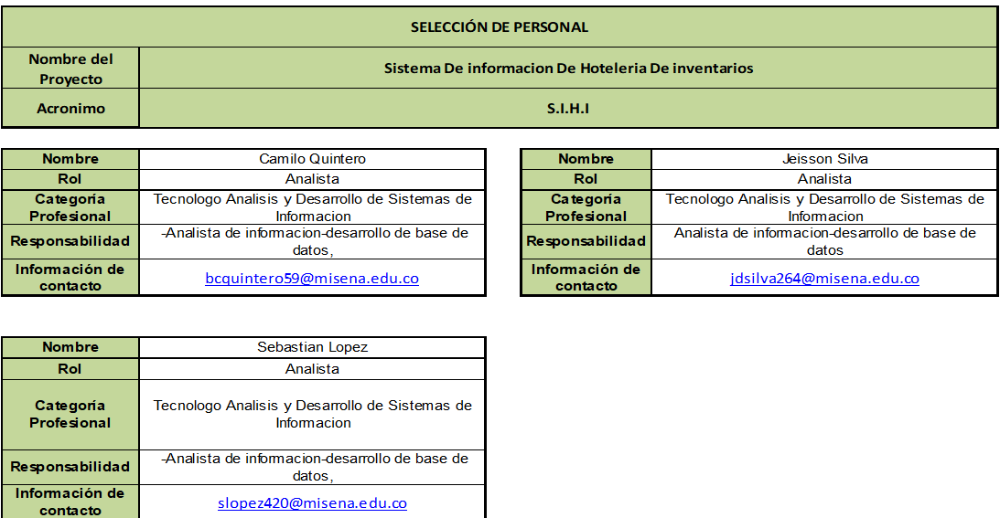 SELECCIÓN DE PERSONAL
Nombre del
Proyecto
Sistema De informacion De Hoteleria De inventarios
Acronimo
S.I.H.I
Nombre
Camilo Quintero
Rol
Analista
Categoría
Profesional
Tecnologo Analisis y Desarrollo de Sistemas de
Informacion
Responsabilidad
-Analista de informacion-desarrollo de base de
datos,
Información de
contacto
bcquintero59@misena.edu.co
Nombre
Jeisson Silva
Rol
Analista
Categoría
Profesional
Tecnologo Analisis y Desarrollo de Sistemas de
Informacion
Responsabilidad
Analista de informacion-desarrollo de base de
datos
Información de
contacto
jdsilva264@misena.edu.co
Nombre
Sebastian Lopez
Rol
Analista
Categoría
Profesional
Tecnologo Analisis y Desarrollo de Sistemas de
Informacion
Responsabilidad
-Analista de informacion-desarrollo de base de
datos,
Información de
contacto
slopez420@misena.edu.co